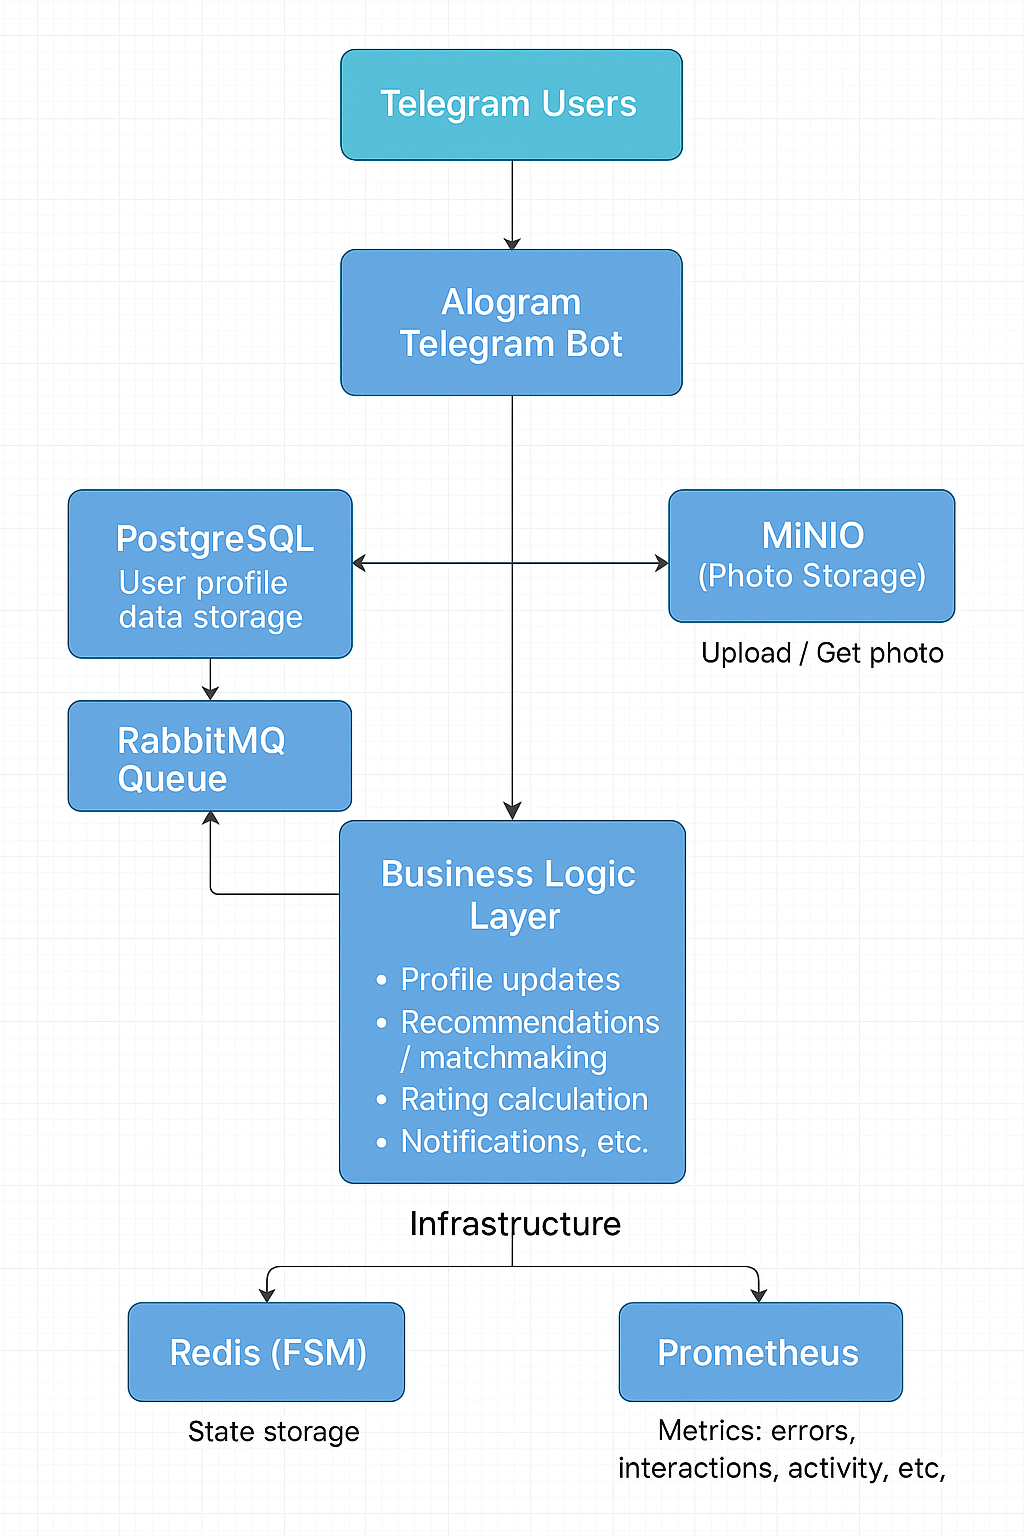 Telegram Users
Alogram
Telegram Bot
PostgreSQL
User profile
data storage
MiNIO
(Photo Storage)
Upload / Get photo
RabbitMQ
Queue
Business Logic
Layer
• Profile updates
• Recommendations
/ matchmaking
• Rating calculation
• Notifications, etc.
Infrastructure
Redis (FSM)
State storage
Prometheus
Metrics: errors,
interactions, activity, etc,